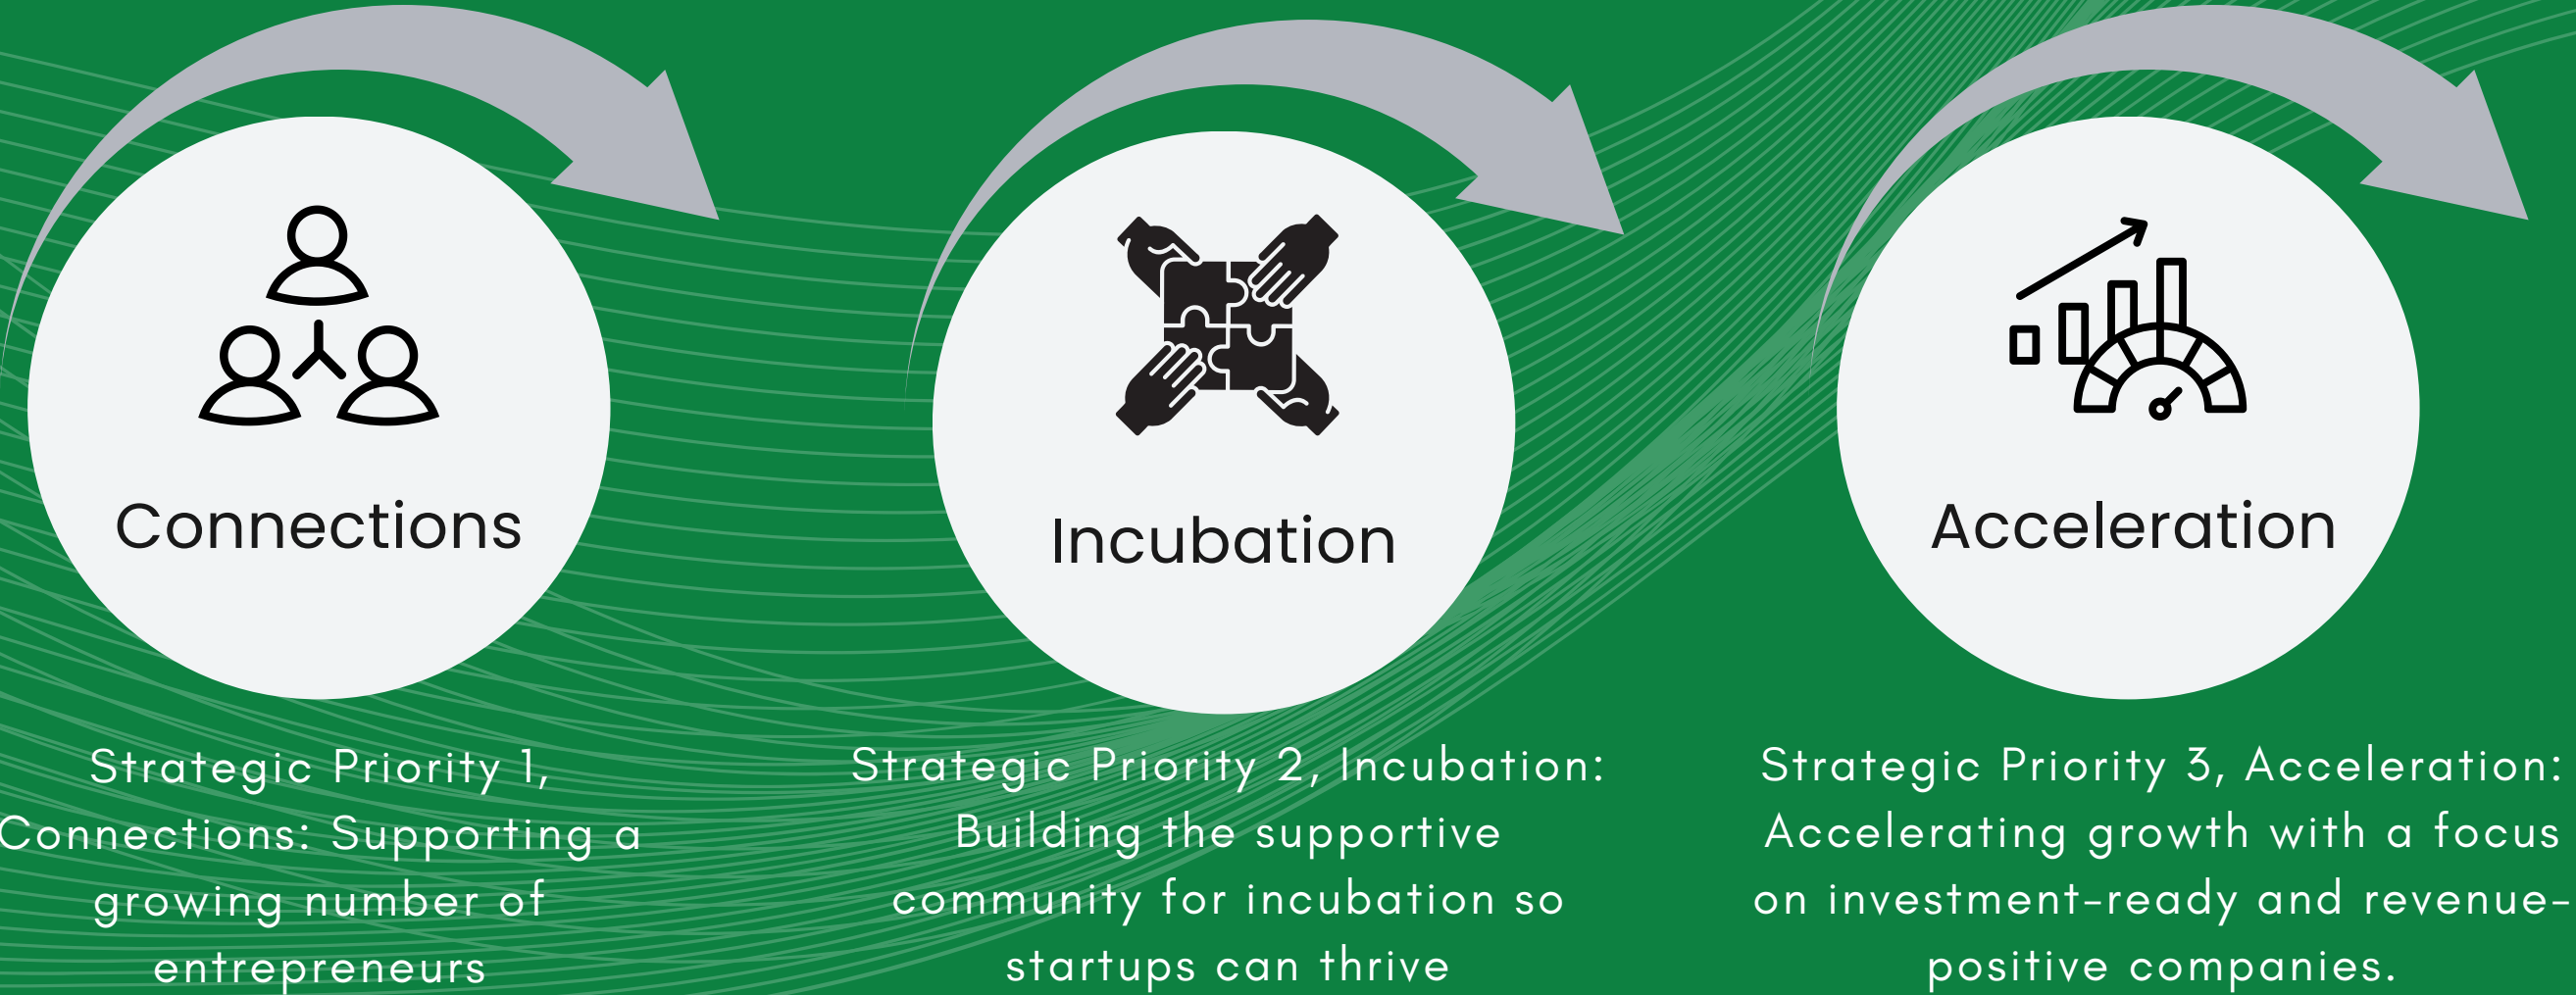 Connections
Incubation
Acceleration
Strategic Priority 1,
Connections: Supporting a
growing number of
entrepreneurs
Strategic Priority 2, Incubation:
Building the supportive
community for incubation so
startups can thrive
Strategic Priority 3, Acceleration:
Accelerating growth with a focus
on investment-ready and revenue-
positive companies.